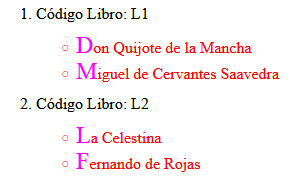 1. Código Libro: L1
Don Quijote de la Mancha
Miguel de Cervantes Saavedra
2. Código Libro: L2
La Celestina
Fernando de Rojas